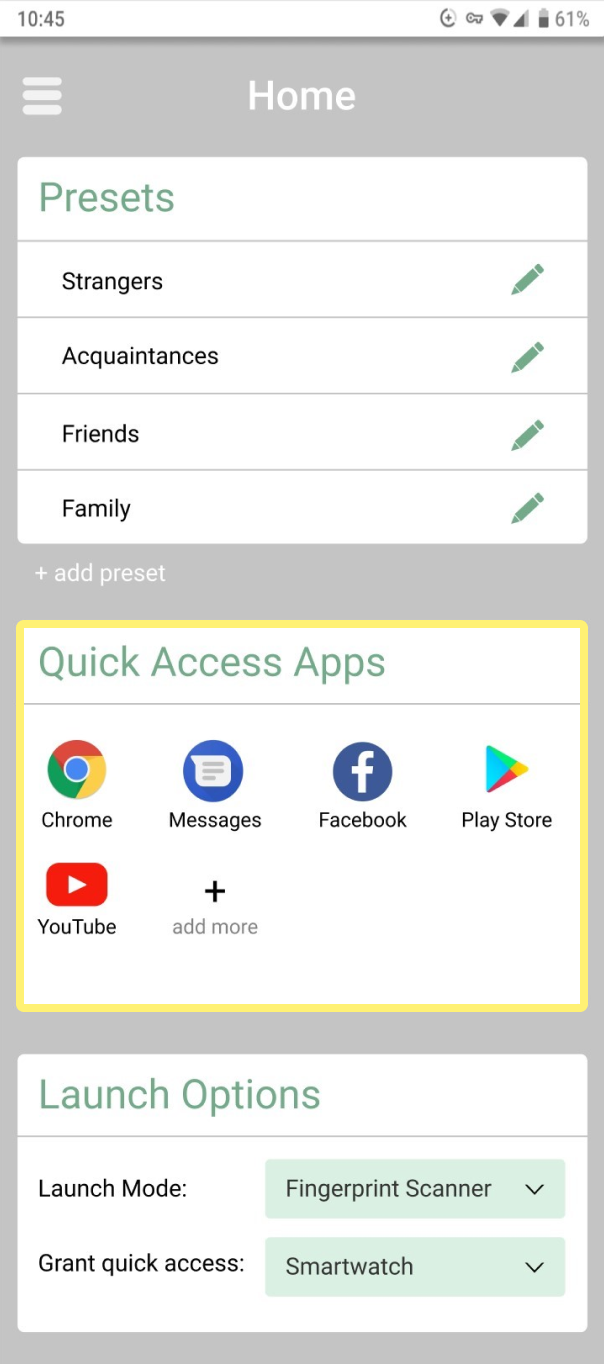 10:45 61%
Home
Presets
Strangers
Acquaintances
Friends
Family
+ add preset
Quick Access Apps
Chrome Messages Facebook Play Store
YouTube + add more
Launch Options
Launch Mode: Fingerprint Scanner
Grant quick access: Smartwatch